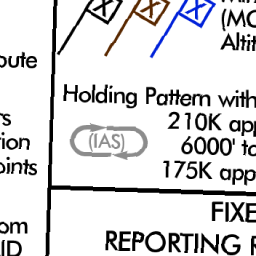 X X X
(MC
Altit
oute
Holding Pattern with
rs
210K app
tion
(IAS)
6000' to
oints
175K app
FIXE
om
REPORTING F
ID